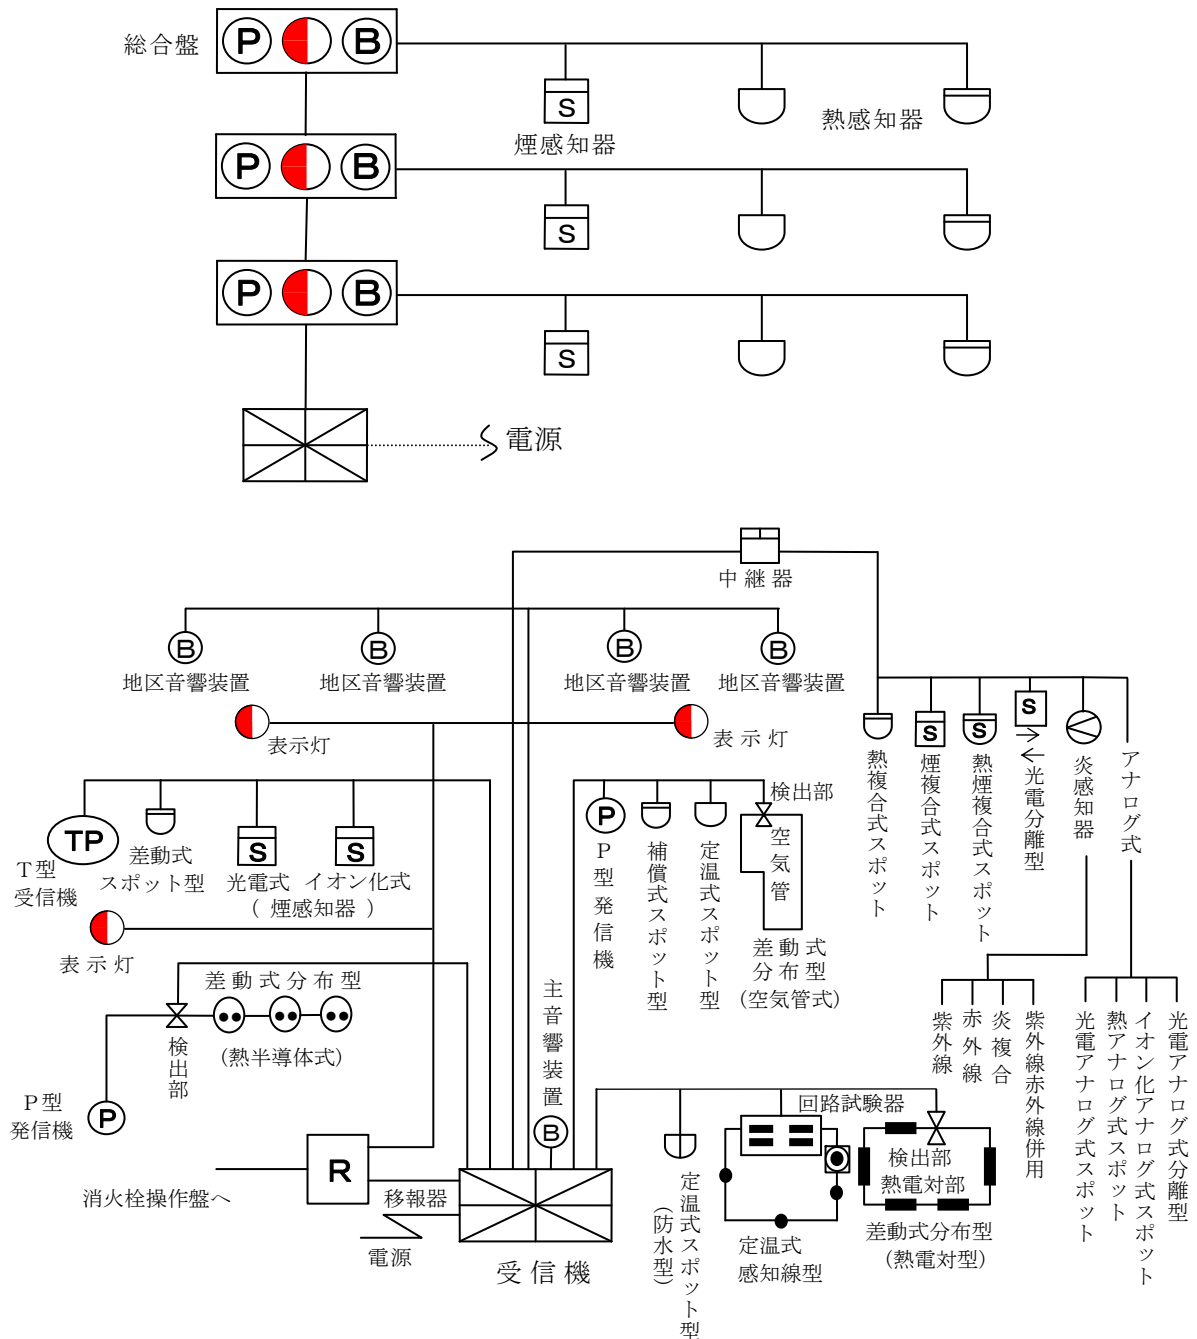 総合盤
P B
S
煙感知器
熱感知器
P B
S
P B
S
電源
中継器
B
B
B
B
地区音響装置
地区音響装置
地区音響装置
地区音響装置
表示灯
表示灯
熱複合式スポット
S
煙複合式スポット
S
熱煙複合式スポット
S
光電分離型
炎感知器
アナログ式
TP
T型
受信機
差動式
スポット型
S
光電式
S
イオン化式
(煙感知器)
表示灯
P
P型発信機
補償式スポット型
定温式スポット型
検出部
空気管
差動式
分布型
(空気管式)
差動式分布型
(熱半導体式)
検出部
P型
発信機
P
主音響装置
B
紫外線
赤外線
炎複合
紫外線赤外線併用
光電アナログ式スポット
熱アナログ式スポット
イオン化アナログ式スポット
光電アナログ式分離型
R
消火栓操作盤へ
移報器
電源
受信機
定温式スポット型
(防水型)
回路試験器
定温式
感知線型
検出部
熱電対部
差動式分布型
(熱電対型)